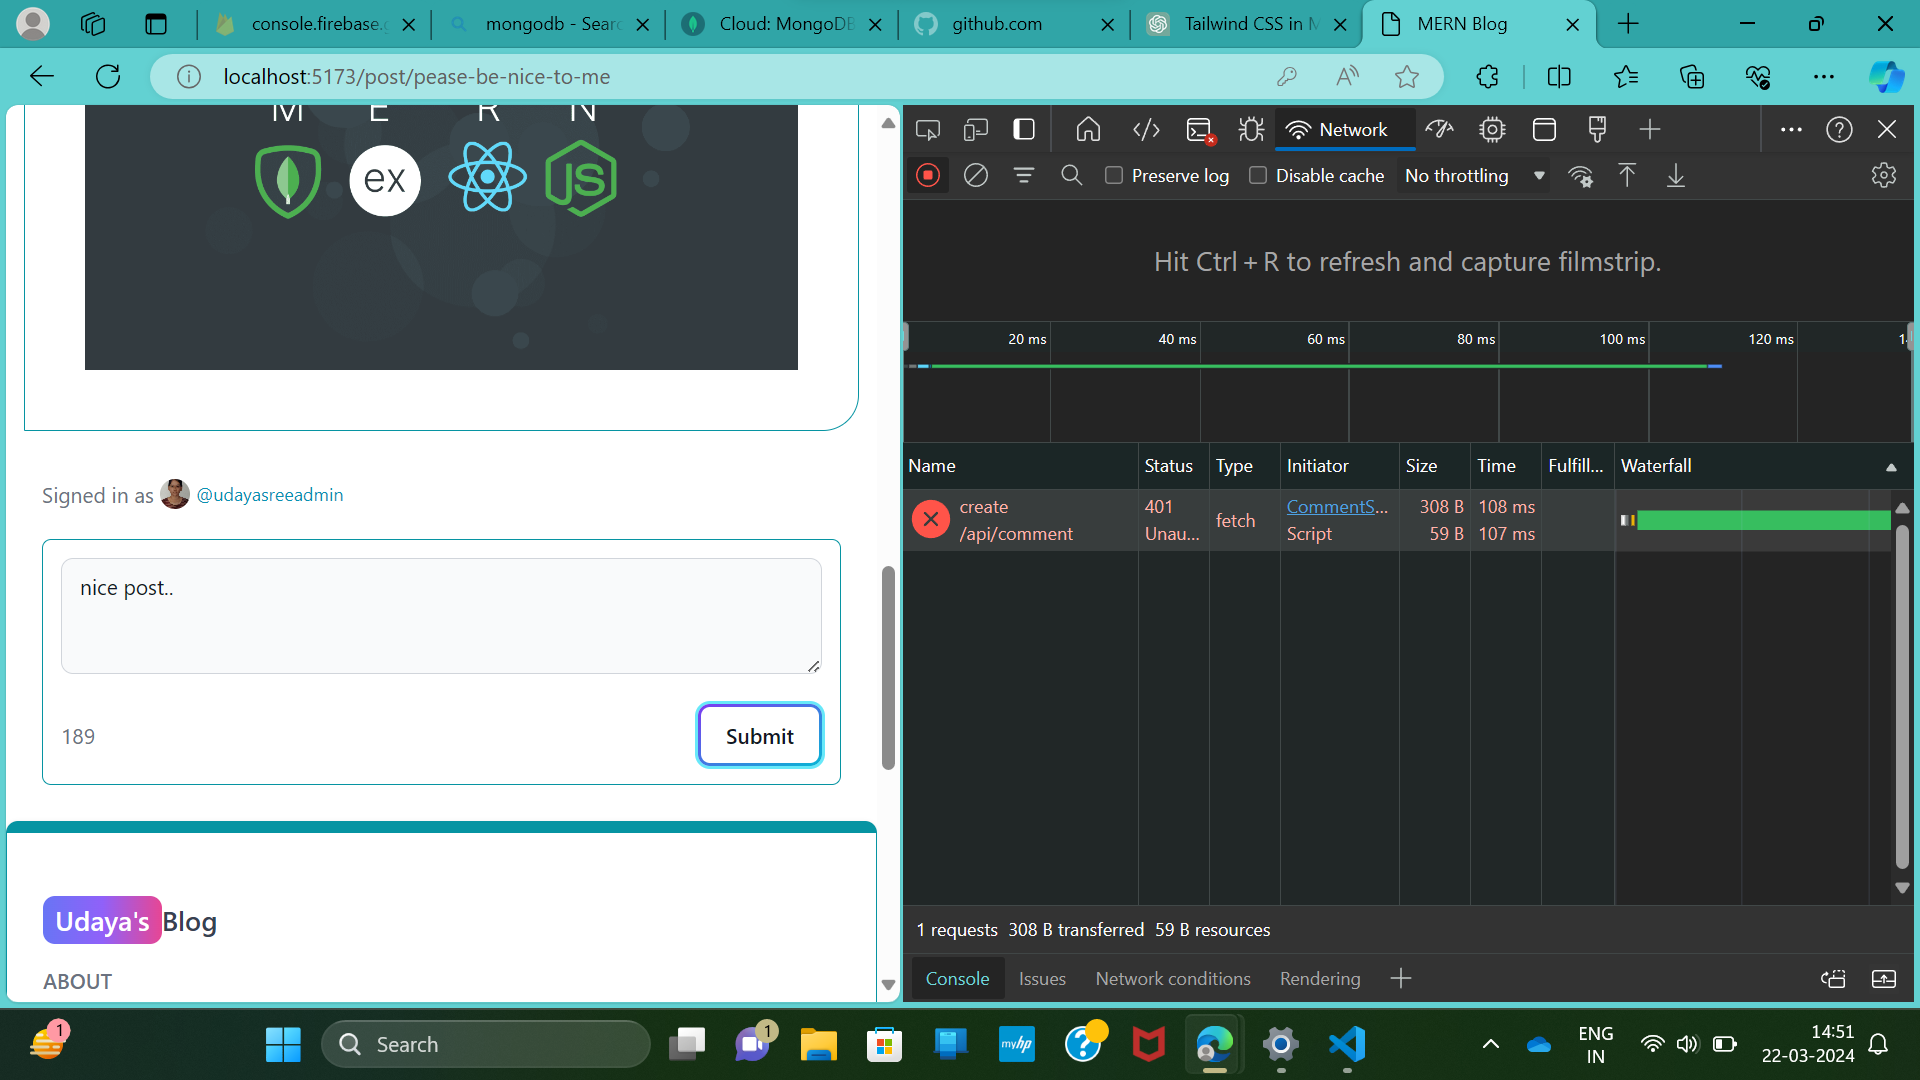 console.firebase.g
mongodb - Searc
Cloud: MongoDB
github.com
Tailwind CSS in M
MERN Blog
localhost:5173/post/pease-be-nice-to-me
M E R N
ex
JS
Signed in as @udayasreeadmin
nice post..
189
Submit
Udaya's Blog
ABOUT
Network
Preserve log
Disable cache
No throttling
Hit Ctrl + R to refresh and capture filmstrip.
20 ms 40 ms 60 ms 80 ms 100 ms 120 ms 1
Name Status Type Initiator Size Time Fulfill... Waterfall
create 401 CommentS... 308 B 108 ms
fetch
/api/comment Unau... Script 59 B 107 ms
1 requests 308 B transferred 59 B resources
Console Issues Network conditions Rendering
1
Search
1
myhp
ENG
IN
14:51
22-03-2024